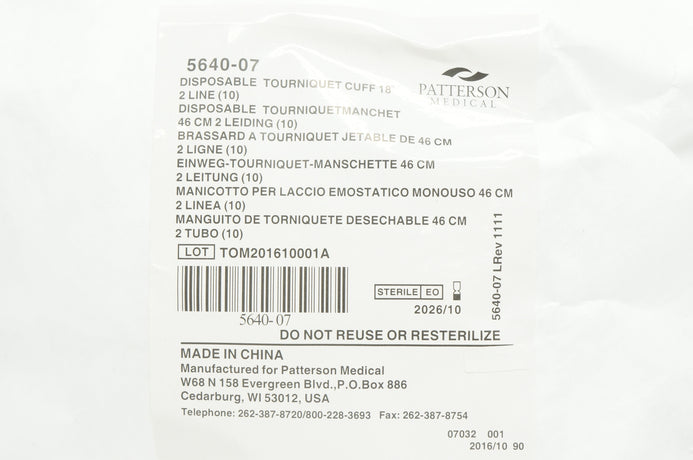 5640-07
DISPOSABLE TOURNIQUET CUFF 18"
2 LINE (10)
PATTERSON
MEDICAL
DISPOSABLE TOURNIQUETMANCHET
46 CM 2 LEIDING (10)
BRASSARD A TOURNIQUET JETABLE DE 46 CM
2 LIGNE (10)
EINWEG-TOURNIQUET-MANSCHETTE 46 CM
2 LEITUNG (10)
MANICOTTO PER LACCIO EMOSTATICO MONOUSO 46 CM
2 LINEA (10)
MANGUITO DE TORNIQUETE DESECHABLE 46 CM
2 TUBO (10)
LOT TOM201610001A
5640-07 LRev 1111
STERILE EO
2026/10
5640-07
DO NOT REUSE OR RESTERILIZE
MADE IN CHINA
Manufactured for Patterson Medical
W68 N 158 Evergreen Blvd.,P.O.Box 886
Cedarburg, WI 53012, USA
Telephone: 262-387-8720/800-228-3693 Fax: 262-387-8754
07032 001
2016/10 90